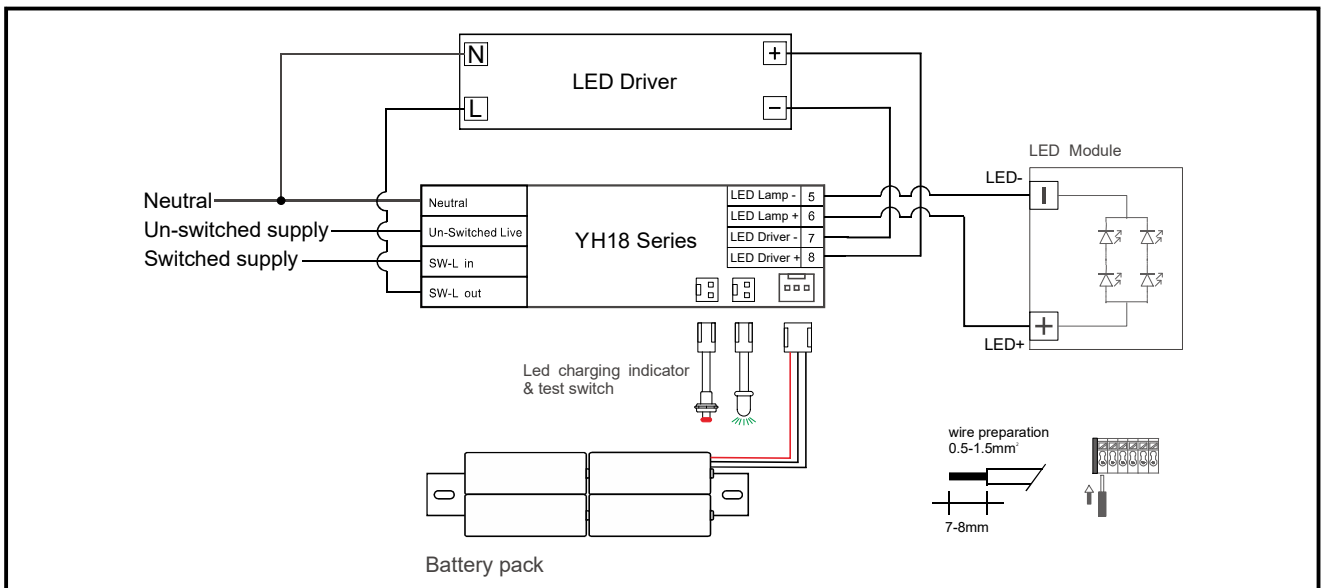 N
+
LED Driver
L
−
LED Module
LED-
Neutral
Un-switched supply
Switched supply
Neutral
Un-Switched Live
SW-L in
SW-L out
YH18 Series
LED Lamp - 5
LED Lamp + 6
LED Driver - 7
LED Driver + 8
LED+
Led charging indicator
& test switch
wire preparation
0.5-1.5mm²
7-8mm
Battery pack